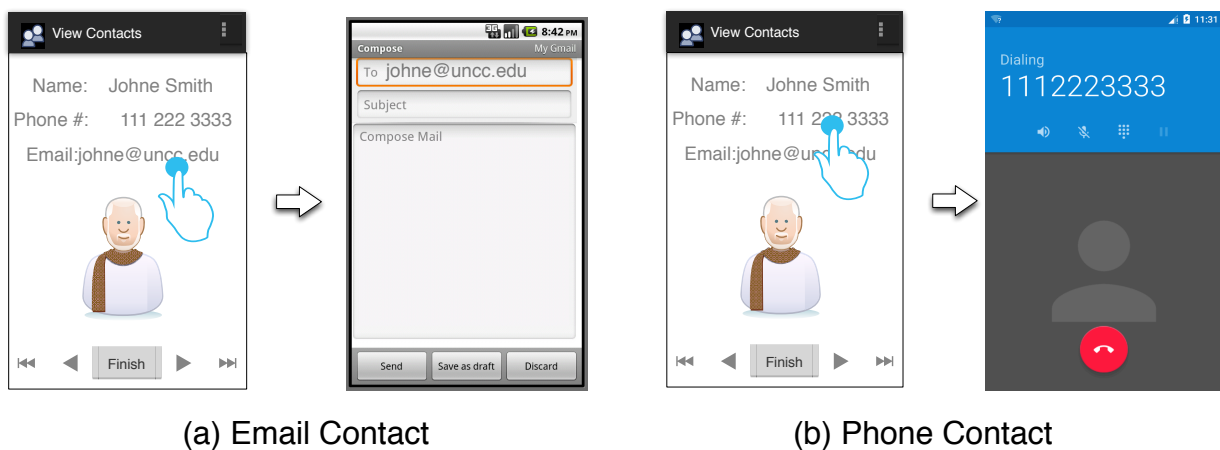 View Contacts
Name: Johne Smith
Phone #: 111 222 3333
Email:johne@uncc.edu
Finish
3G 8:42 PM
Compose My Gmail
To johne@uncc.edu
Subject
Compose Mail
Send Save as draft Discard
(a) Email Contact
View Contacts
Name: Johne Smith
Phone #: 111 222 3333
Email:johne@uncc.edu
Finish
11:31
Dialing
1112223333
(b) Phone Contact